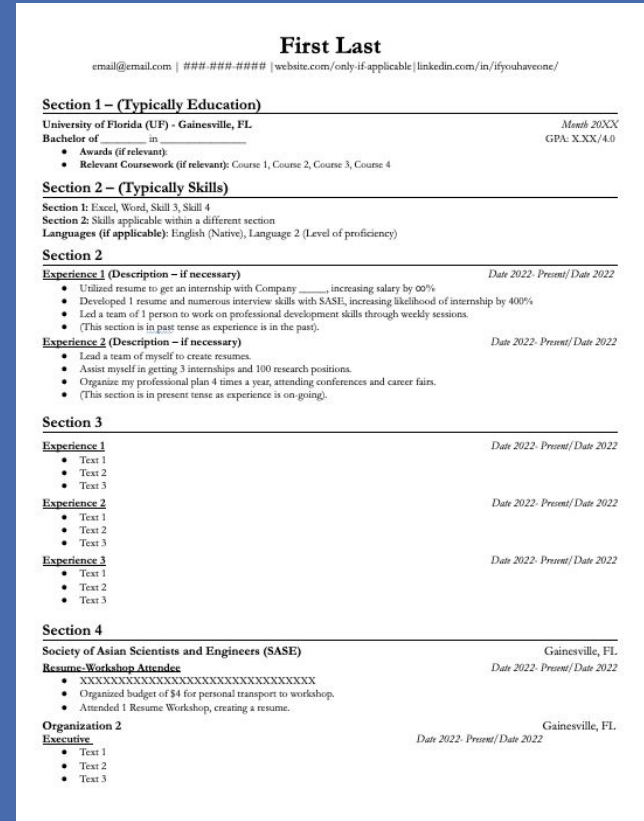 First Last
email@email.com | ###-###-#### |website.com/only-if-applicable|linkedin.com/in/ifyouhaveone/
Section 1 – (Typically Education)
University of Florida (UF) - Gainesville, FL Month 20XX
Bachelor of ________ in _______________ GPA: X.XX/4.0
● Awards (if relevant):
● Relevant Coursework (if relevant): Course 1, Course 2, Course 3, Course 4
Section 2 – (Typically Skills)
Section 1: Excel, Word, Skill 3, Skill 4
Section 2: Skills applicable within a different section
Languages (if applicable): English (Native), Language 2 (Level of proficiency)
Section 2
Experience 1 (Description – if necessary) Date 2022- Present/Date 2022
● Utilized resume to get an internship with Company _____, increasing salary by ∞%
● Developed 1 resume and numerous interview skills with SASE, increasing likelihood of internship by 400%
● Led a team of 1 person to work on professional development skills through weekly sessions.
● (This section is in past tense as experience is in the past).
Experience 2 (Description – if necessary) Date 2022- Present/Date 2022
● Lead a team of myself to create resumes.
● Assist myself in getting 3 internships and 100 research positions.
● Organize my professional plan 4 times a year, attending conferences and career fairs.
● (This section is in present tense as experience is on-going).
Section 3
Experience 1 Date 2022- Present/Date 2022
● Text 1
● Text 2
● Text 3
Experience 2 Date 2022- Present/Date 2022
● Text 1
● Text 2
● Text 3
Experience 3 Date 2022- Present/Date 2022
● Text 1
● Text 2
● Text 3
Section 4
Society of Asian Scientists and Engineers (SASE) Gainesville, FL
Resume-Workshop Attendee Date 2022- Present/Date 2022
● XXXXXXXXXXXXXXXXXXXXXXXXXXXXXXX
● Organized budget of $4 for personal transport to workshop.
● Attended 1 Resume Workshop, creating a resume.
Organization 2 Gainesville, FL
Executive Date 2022- Present/Date 2022
● Text 1
● Text 2
● Text 3